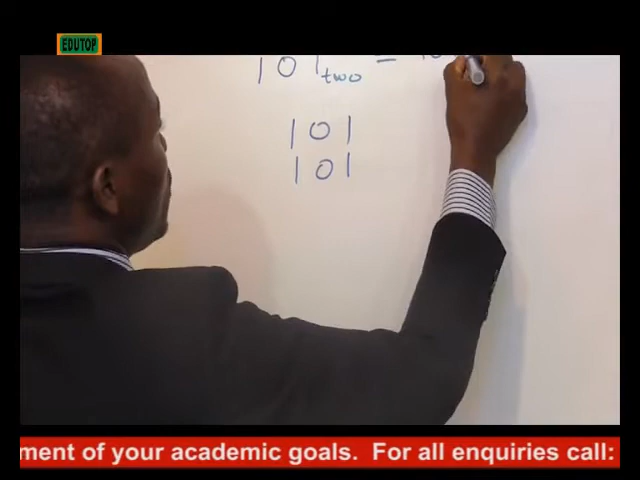 EDUTOP
101two =
101
101
ment of your academic goals. For all enquiries call: